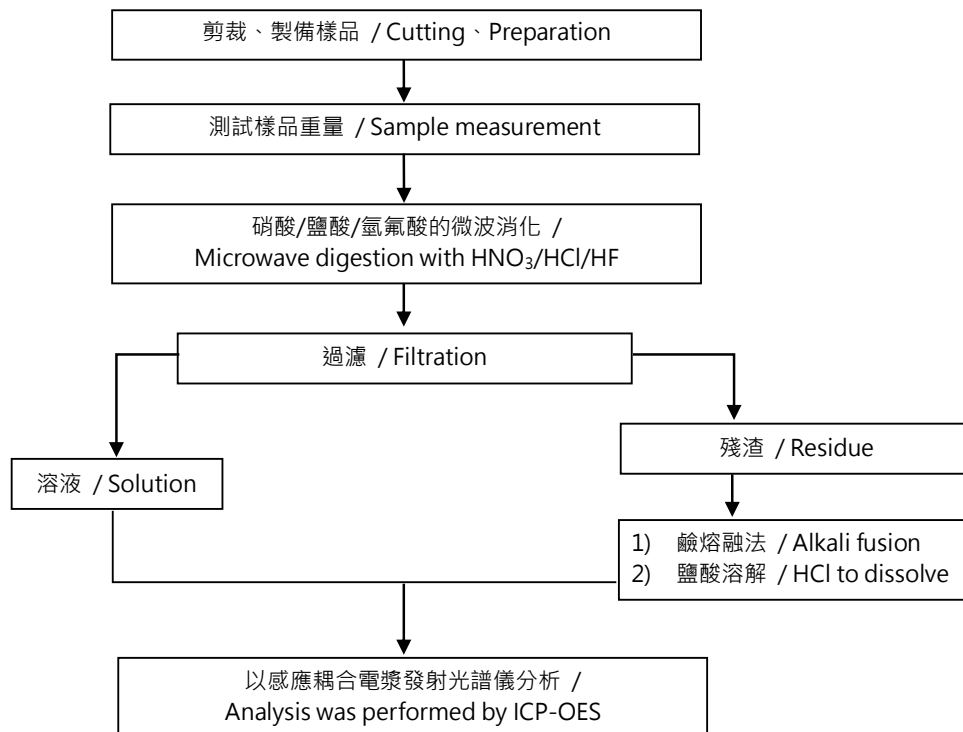 剪裁、製備樣品 / Cutting、Preparation
測試樣品重量 / Sample measurement
硝酸/鹽酸/氫氟酸的微波消化 /
Microwave digestion with HNO₃/HCl/HF
過濾 / Filtration
溶液 / Solution
殘渣 / Residue
1) 鹼熔融法 / Alkali fusion
2) 鹽酸溶解 / HCl to dissolve
以感應耦合電漿發射光譜儀分析 /
Analysis was performed by ICP-OES